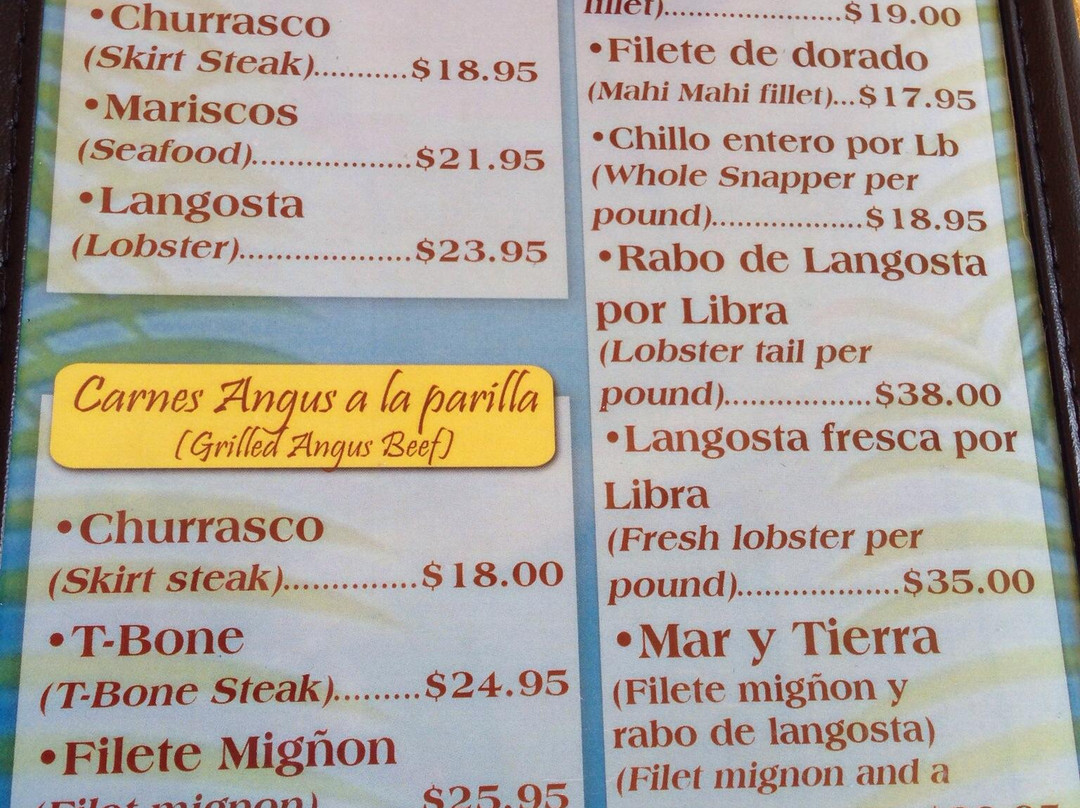 •Churrasco
(Skirt Steak)..........$18.95
•Mariscos
(Seafood)..................$21.95
•Langosta
(Lobster)...................$23.95
Carnes Angus a la parilla
(Grilled Angus Beef)
•Churrasco
(Skirt steak)..............$18.00
•T-Bone
(T-Bone Steak).........$24.95
•Filete Migñon
(Filet mignon) $25.95
fillet).......................$19.00
•Filete de dorado
(Mahi Mahi fillet)...$17.95
•Chillo entero por Lb
(Whole Snapper per
pound)...................$18.95
•Rabo de Langosta
por Libra
(Lobster tail per
pound)..................$38.00
•Langosta fresca por
Libra
(Fresh lobster per
pound)....................$35.00
•Mar y Tierra
(Filete migñon y
rabo de langosta)
(Filet mignon and a